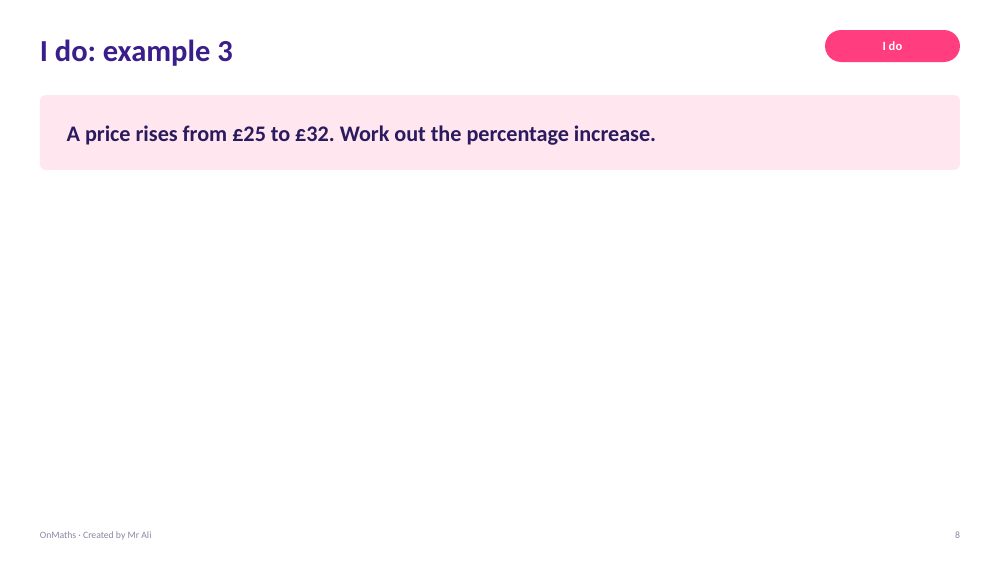 I do: example 3
I do
A price rises from £25 to £32. Work out the percentage increase.
OnMaths · Created by Mr Ali
8